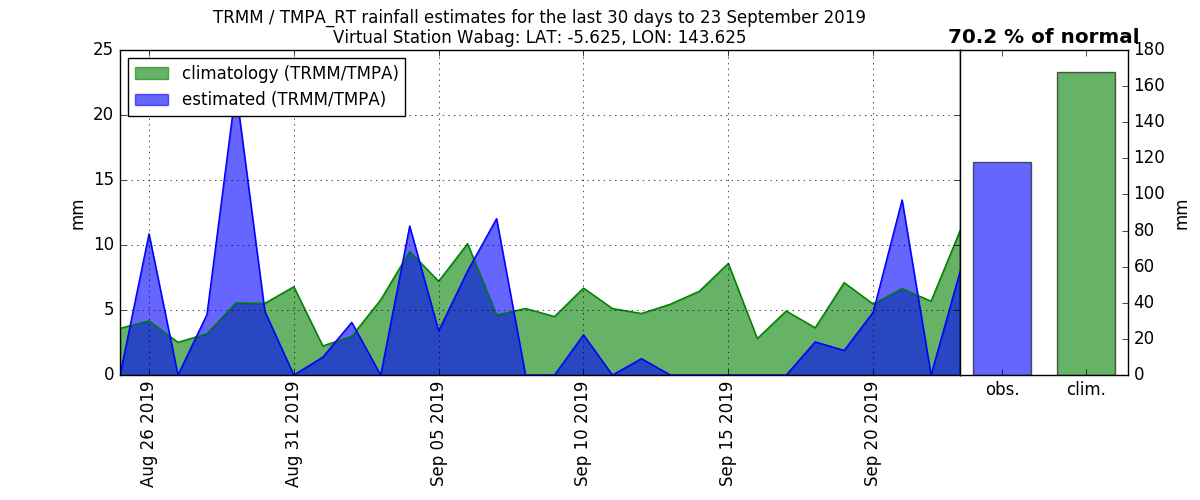 TRMM / TMPA_RT rainfall estimates for the last 30 days to 23 September 2019
Virtual Station Wabag: LAT: -5.625, LON: 143.625
70.2 % of normal
climatology (TRMM/TMPA)
estimated (TRMM/TMPA)
25
20
15
10
5
0
mm
Aug 26 2019
Aug 31 2019
Sep 05 2019
Sep 10 2019
Sep 15 2019
Sep 20 2019
obs.
clim.
180
160
140
120
100
80
60
40
20
0
mm